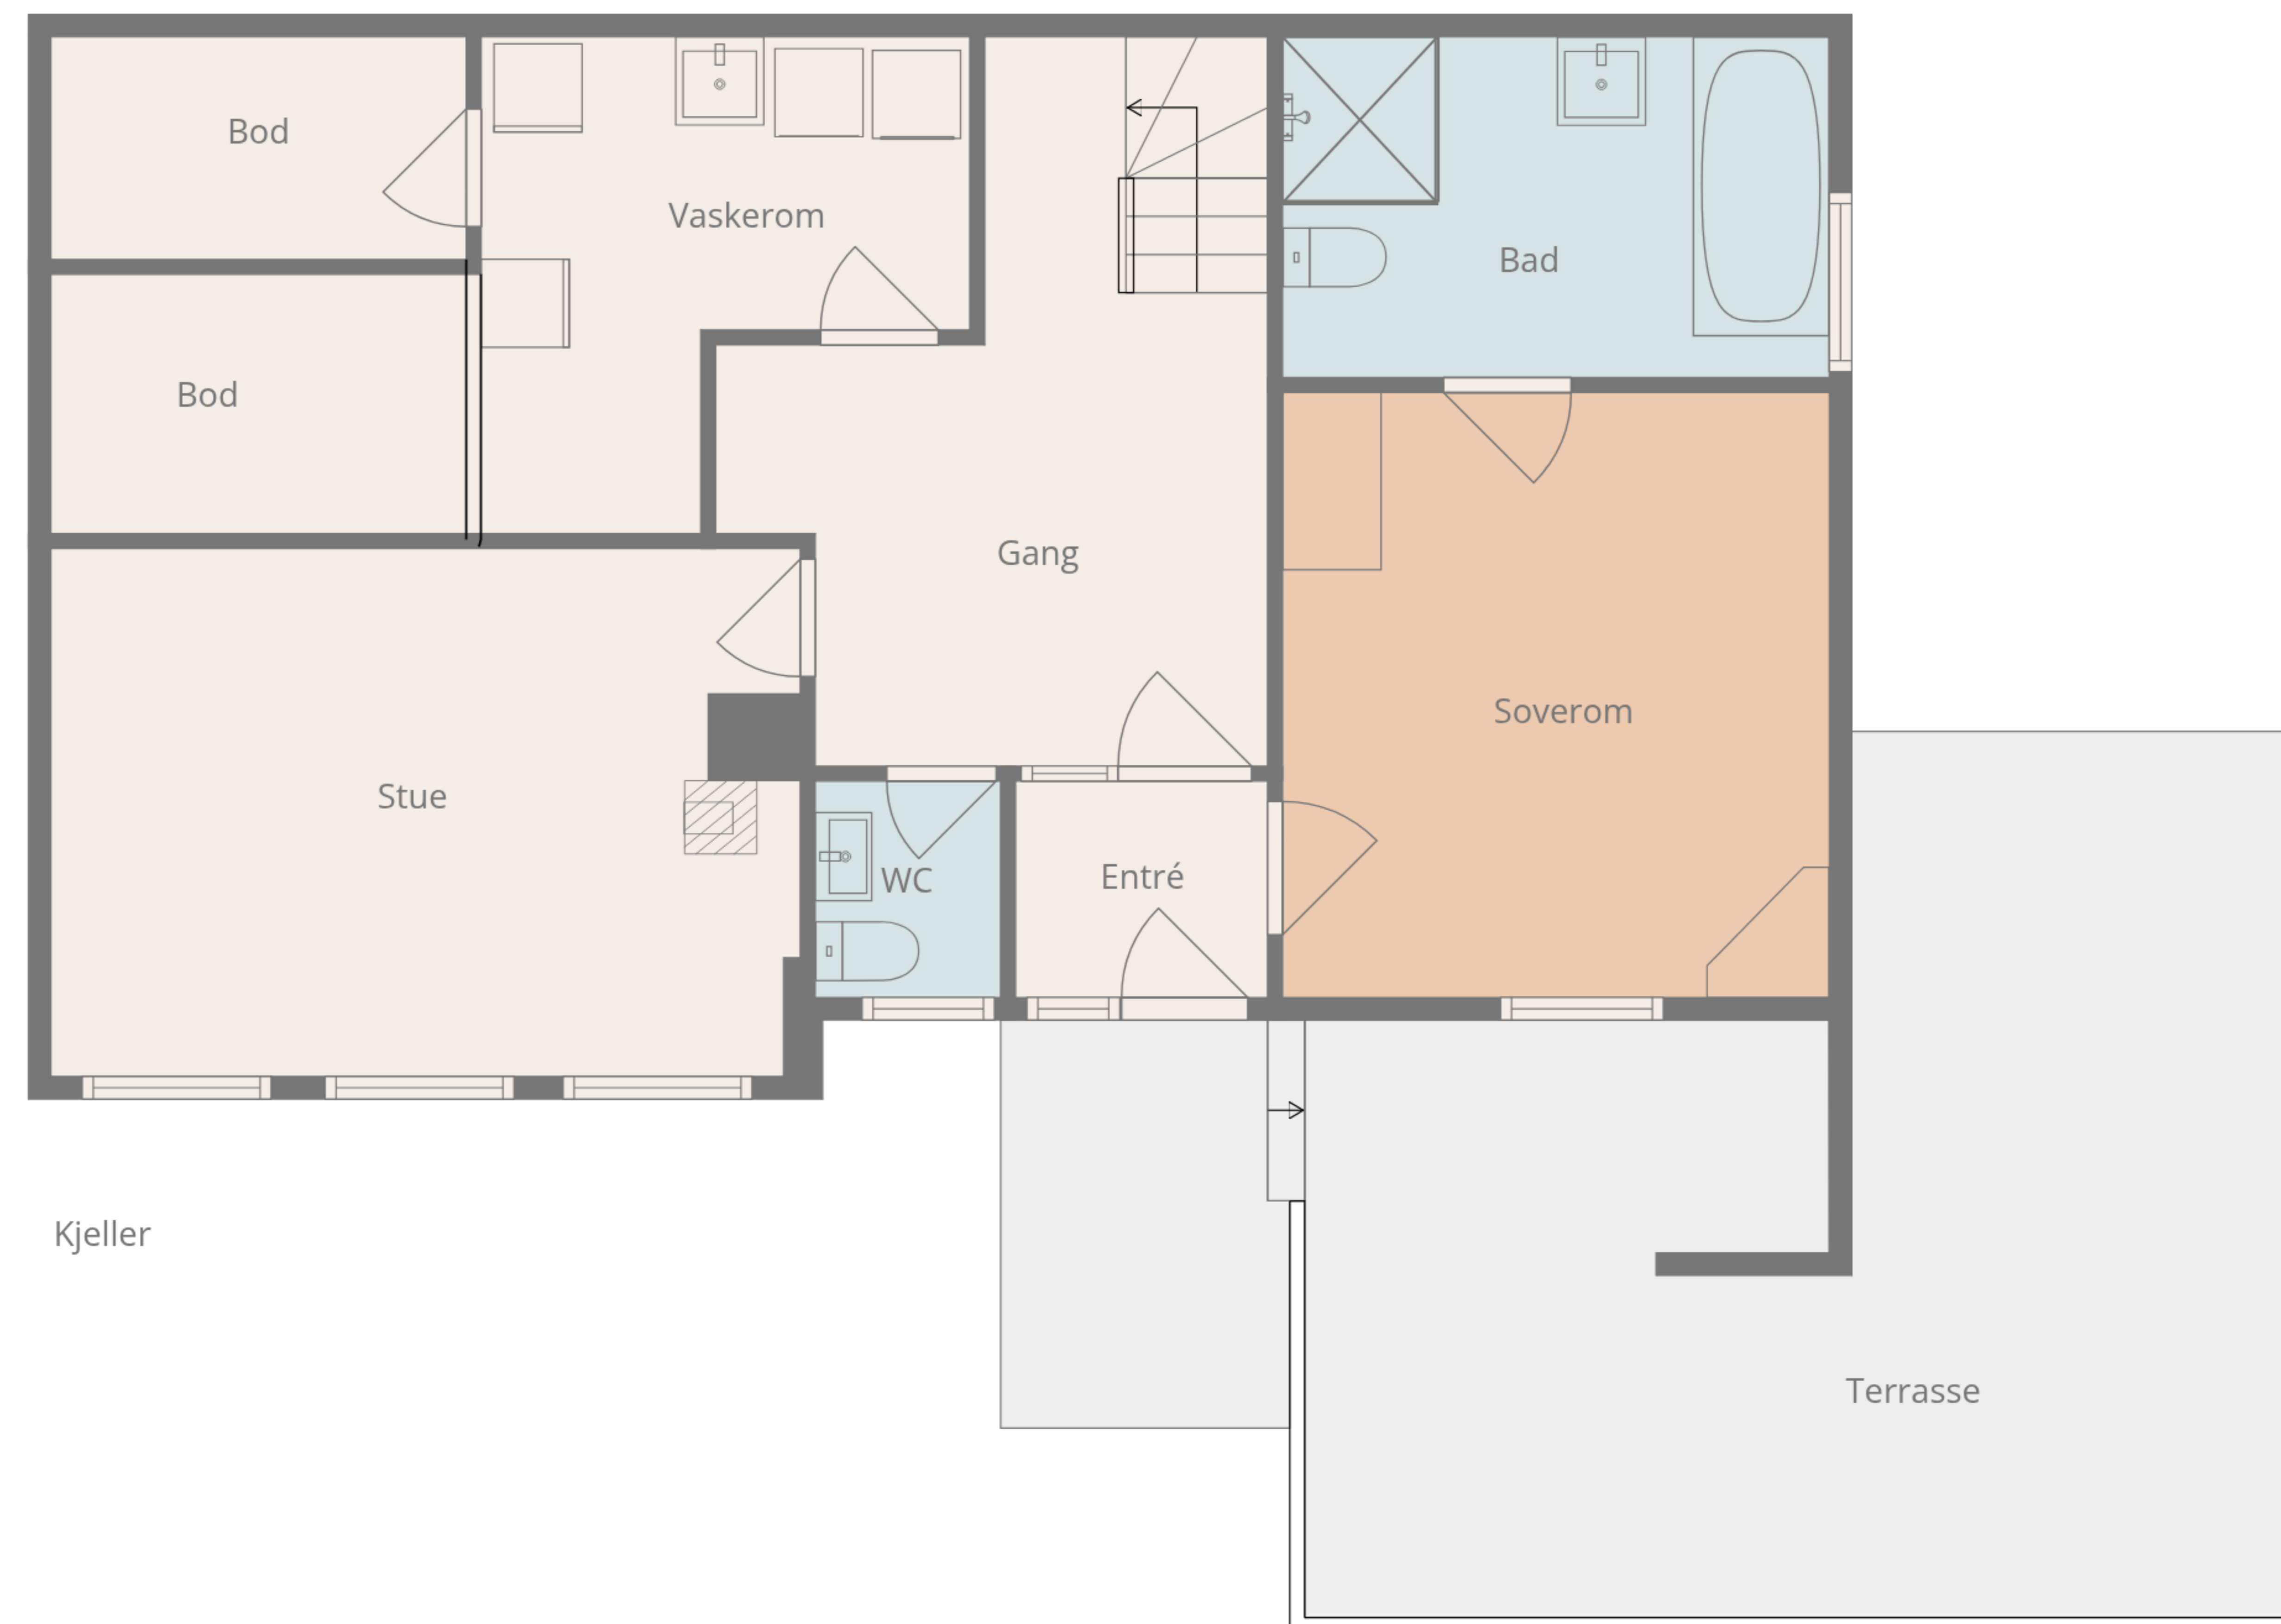 Bod
Vaskerom
Bad
Bod
Gang
Soverom
Stue
WC
Entré
Kjeller
Terrasse